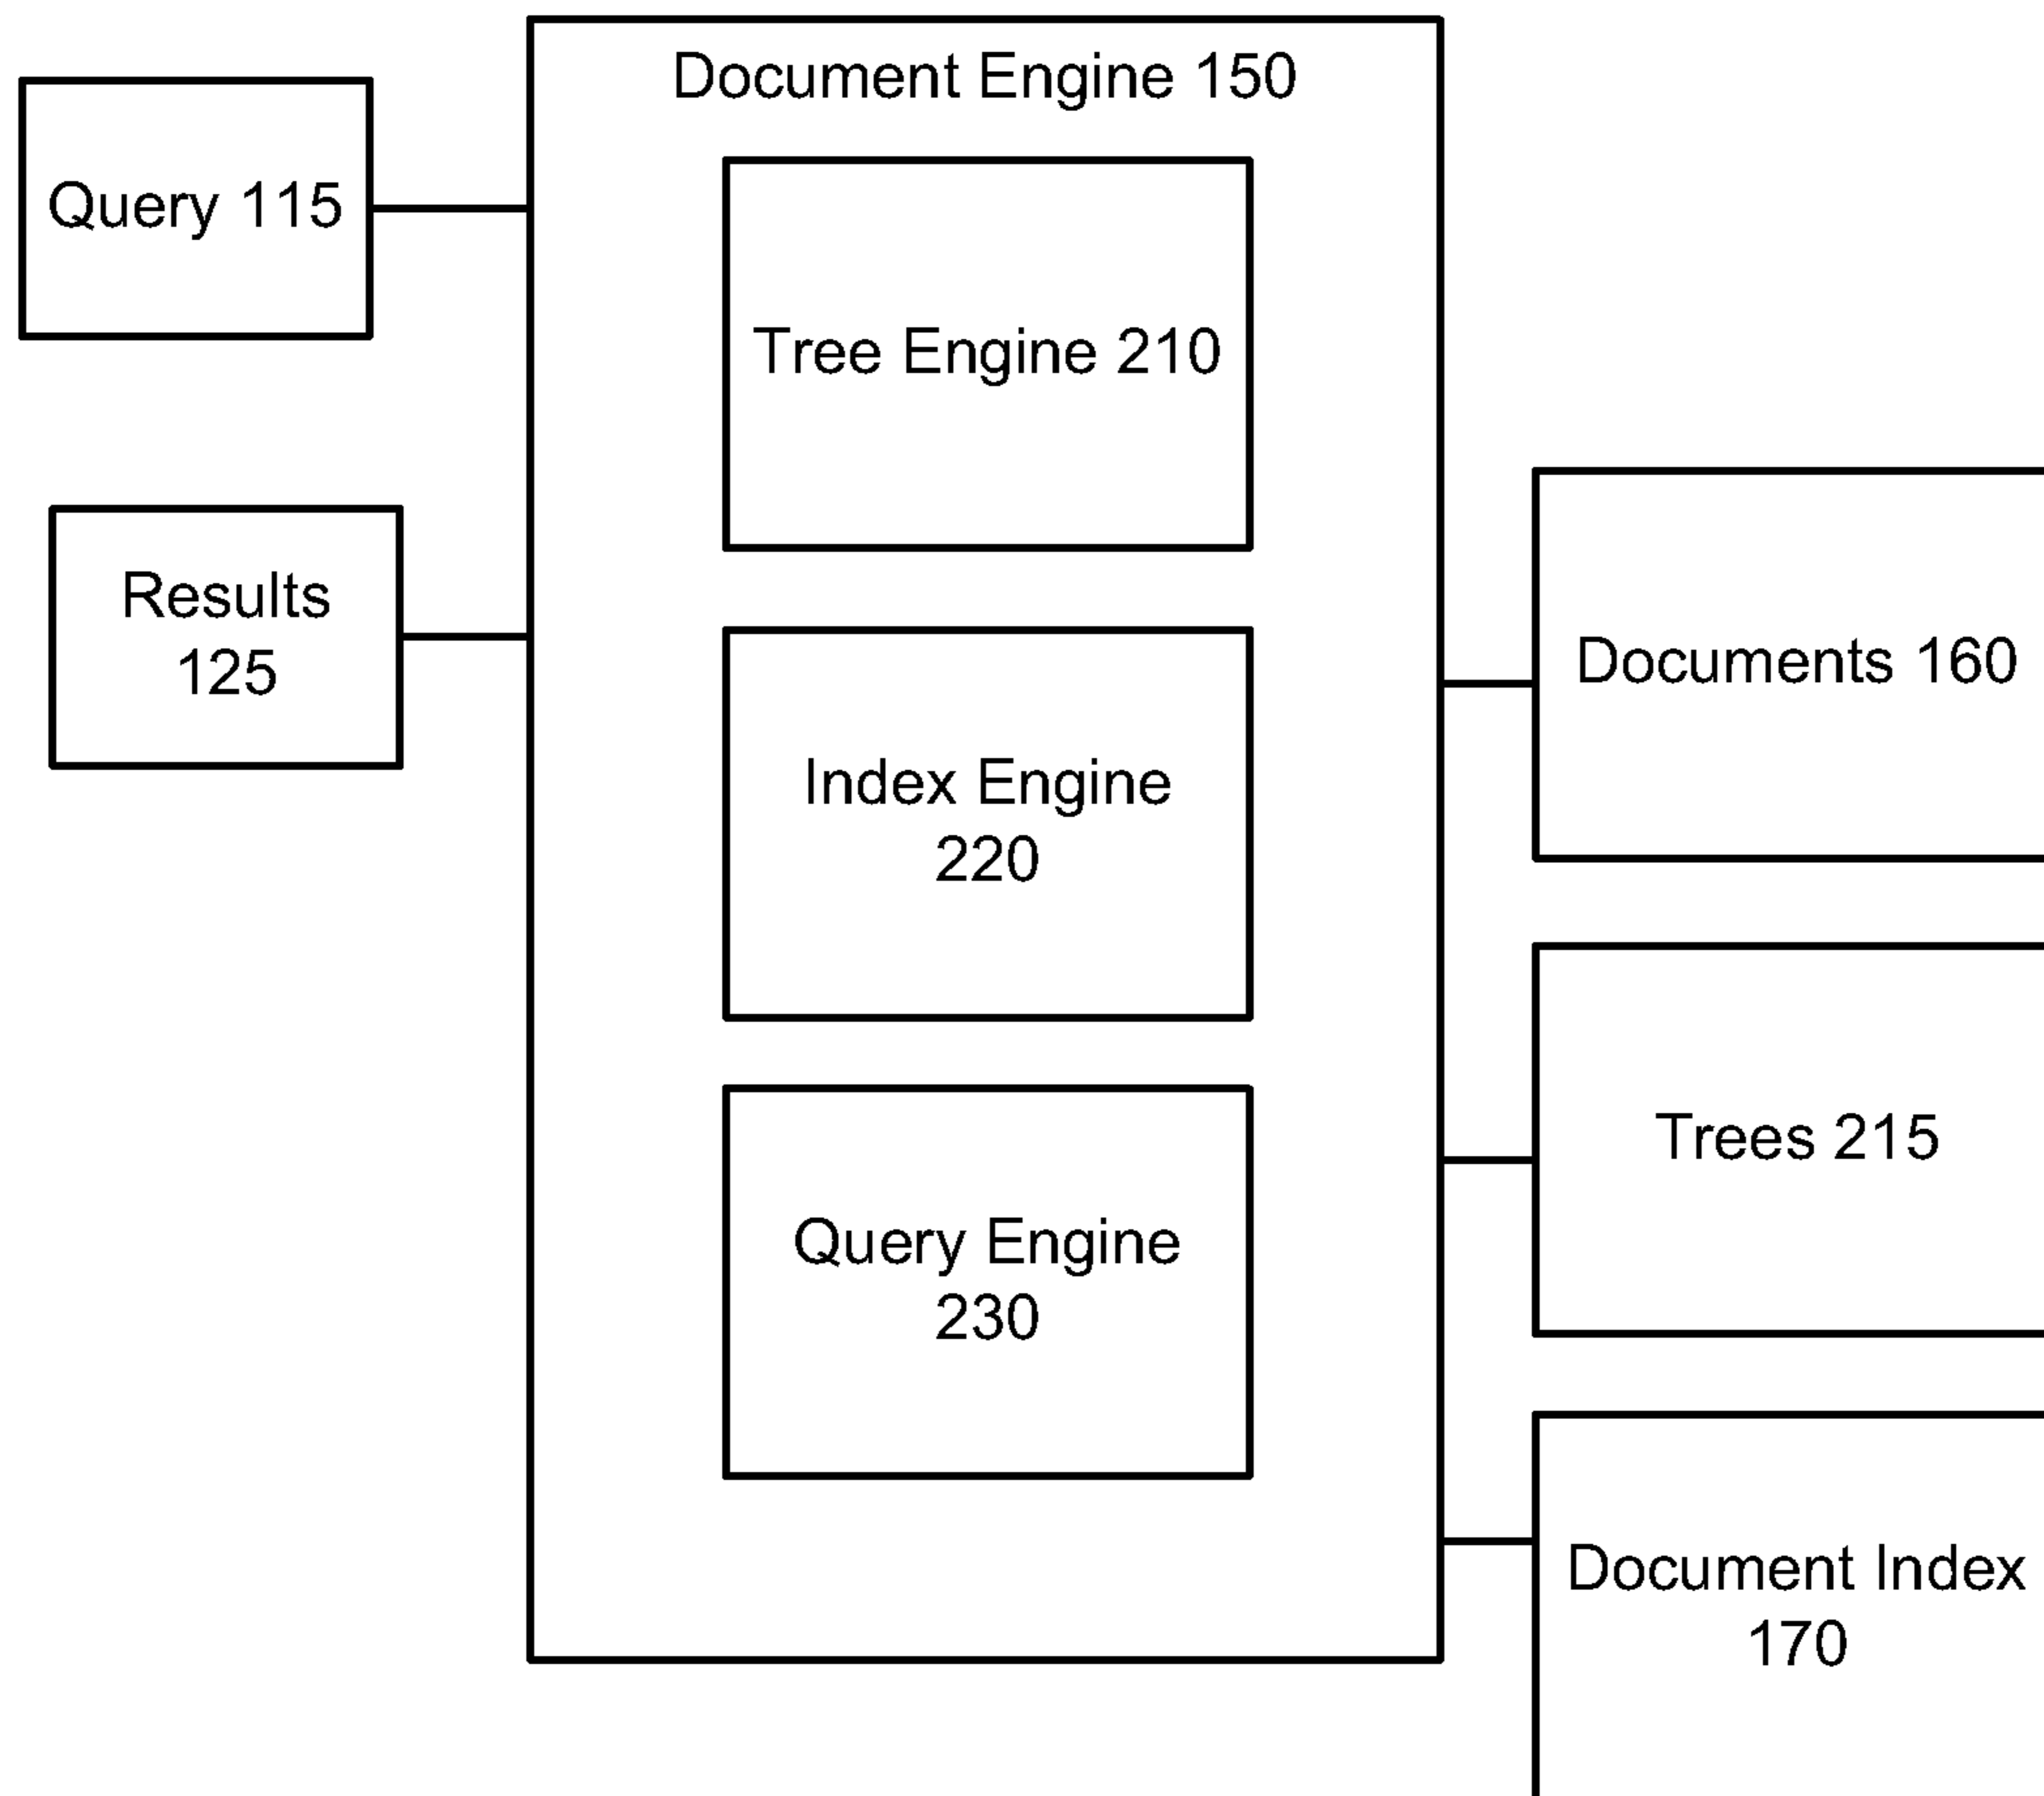 Document Engine 150
Query 115
Tree Engine 210
Results
125
Documents 160
Index Engine
220
Trees 215
Query Engine
230
Document Index
170